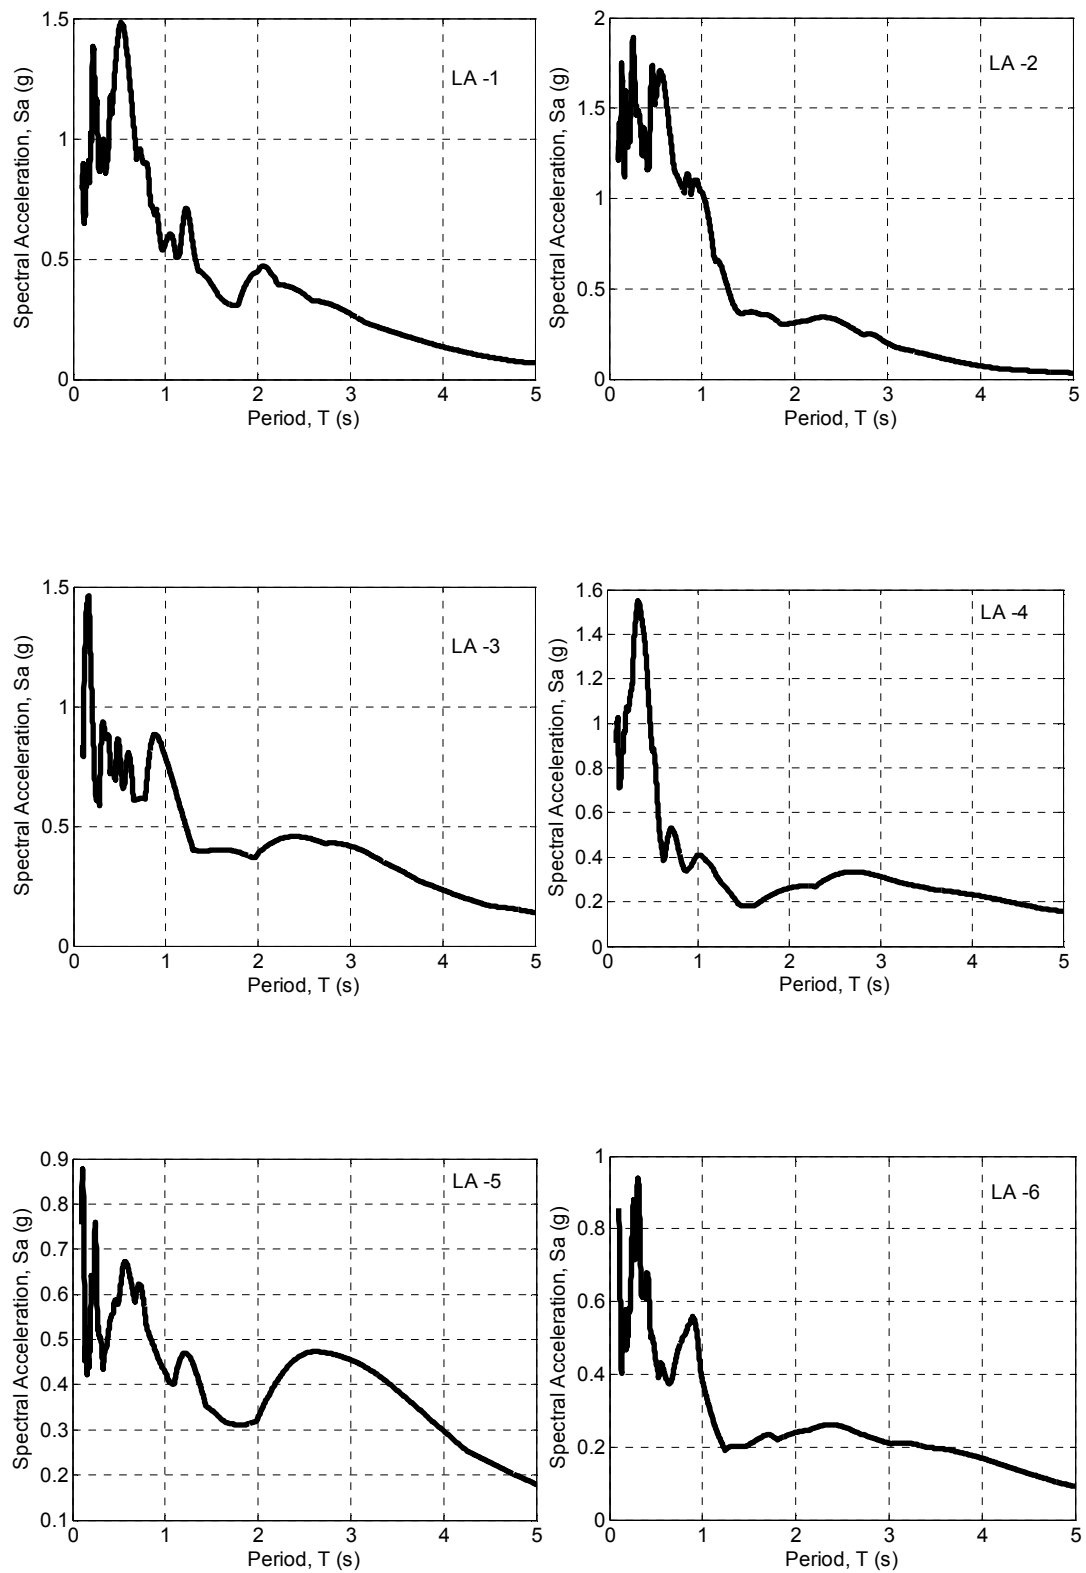 1.5
1
0.5
0
Spectral Acceleration, Sa (g)
LA -1
0 1 2 3 4 5
Period, T (s)
2
1.5
1
0.5
0
Spectral Acceleration, Sa (g)
LA -2
0 1 2 3 4 5
Period, T (s)
1.5
1
0.5
0
Spectral Acceleration, Sa (g)
LA -3
0 1 2 3 4 5
Period, T (s)
1.6
1.4
1.2
1
0.8
0.6
0.4
0.2
0
Spectral Acceleration, Sa (g)
LA -4
0 1 2 3 4 5
Period, T (s)
0.9
0.8
0.7
0.6
0.5
0.4
0.3
0.2
0.1
Spectral Acceleration, Sa (g)
LA -5
0 1 2 3 4 5
Period, T (s)
1
0.8
0.6
0.4
0.2
0
Spectral Acceleration, Sa (g)
LA -6
0 1 2 3 4 5
Period, T (s)